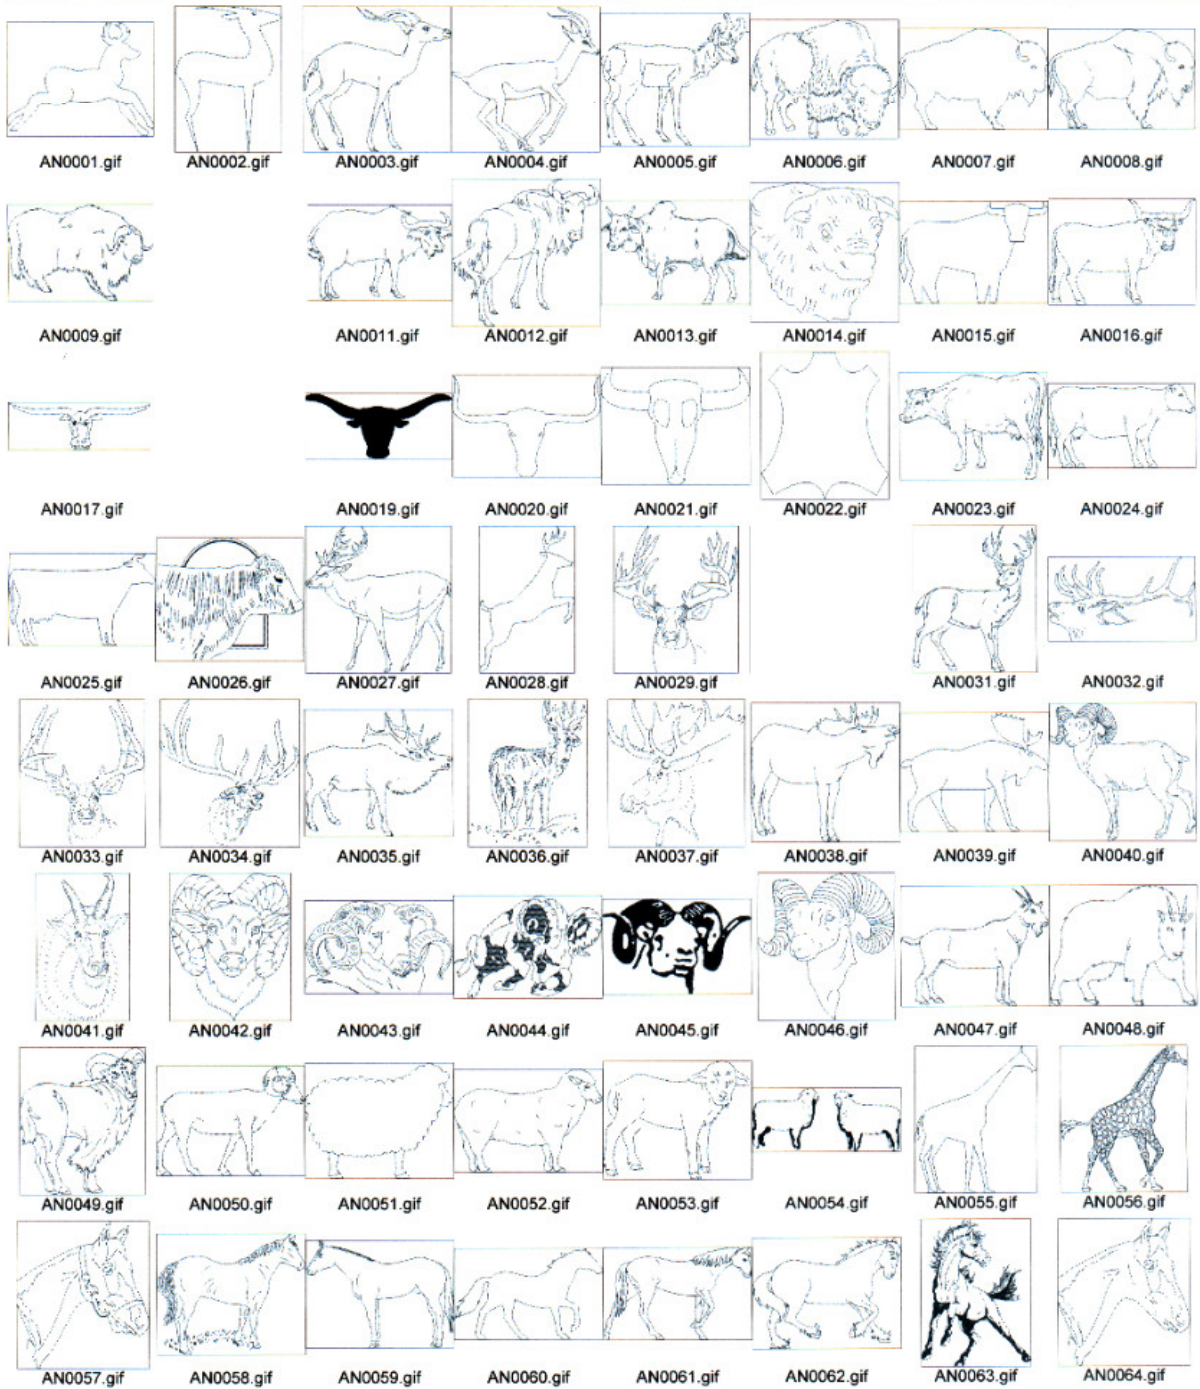 AN0001.gif AN0002.gif AN0003.gif AN0004.gif AN0005.gif AN0006.gif AN0007.gif AN0008.gif
AN0009.gif AN0011.gif AN0012.gif AN0013.gif AN0014.gif AN0015.gif AN0016.gif
AN0017.gif AN0019.gif AN0020.gif AN0021.gif AN0022.gif AN0023.gif AN0024.gif
AN0025.gif AN0026.gif AN0027.gif AN0028.gif AN0029.gif AN0031.gif AN0032.gif
AN0033.gif AN0034.gif AN0035.gif AN0036.gif AN0037.gif AN0038.gif AN0039.gif AN0040.gif
AN0041.gif AN0042.gif AN0043.gif AN0044.gif AN0045.gif AN0046.gif AN0047.gif AN0048.gif
AN0049.gif AN0050.gif AN0051.gif AN0052.gif AN0053.gif AN0054.gif AN0055.gif AN0056.gif
AN0057.gif AN0058.gif AN0059.gif AN0060.gif AN0061.gif AN0062.gif AN0063.gif AN0064.gif